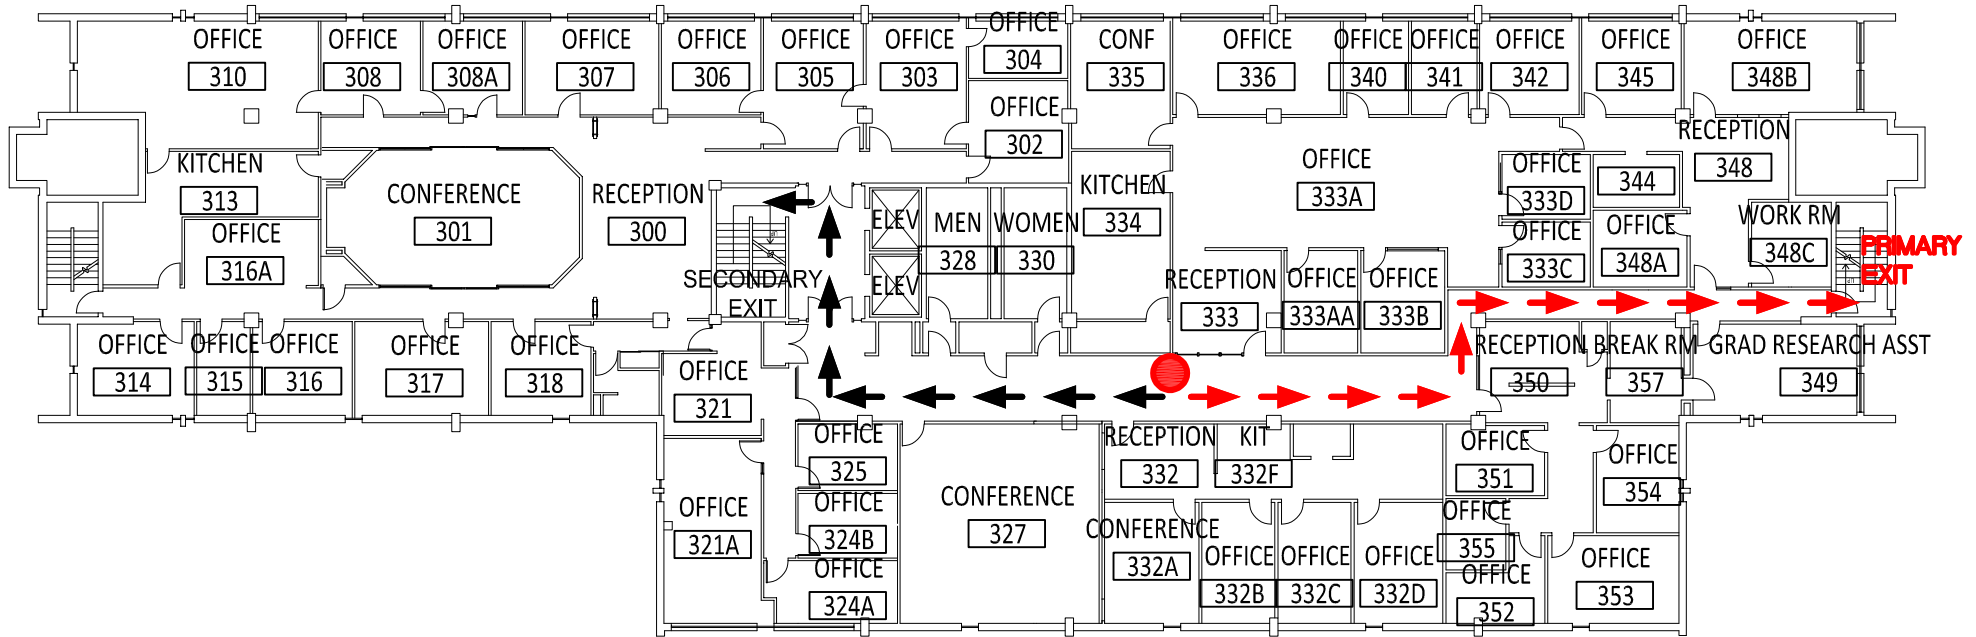 OFFICE
310
OFFICE
308
OFFICE
308A
OFFICE
307
OFFICE
306
OFFICE
305
OFFICE
303
OFFICE
304
CONF
335
OFFICE
336
OFFICE
340
OFFICE
341
OFFICE
342
OFFICE
345
OFFICE
348B
OFFICE
302
RECEPTION
348
KITCHEN
313
CONFERENCE
301
RECEPTION
300
KITCHEN
334
OFFICE
333A
OFFICE
333D
344
OFFICE
316A
ELEV
MEN
328
WOMEN
330
OFFICE
333C
OFFICE
348A
WORK RM
348C
PRIMARY
EXIT
SECONDARY
EXIT
ELEV
RECEPTION
333
OFFICE
333AA
OFFICE
333B
OFFICE
314
OFFICE
315
OFFICE
316
OFFICE
317
OFFICE
318
OFFICE
321
RECEPTION
350
BREAK RM
357
GRAD RESEARCH ASST
349
OFFICE
325
RECEPTION
332
KIT
332F
OFFICE
351
OFFICE
354
OFFICE
321A
OFFICE
324B
CONFERENCE
327
CONFERENCE
332A
OFFICE
332B
OFFICE
332C
OFFICE
332D
OFFICE
355
OFFICE
324A
OFFICE
352
OFFICE
353